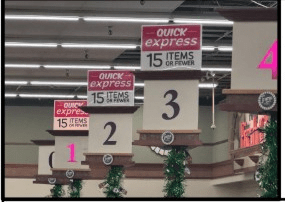 QUICK
express
15 ITEMS
OR FEWER
1
QUICK
express
15 ITEMS
OR FEWER
2
QUICK
express
15 ITEMS
OR FEWER
3
4